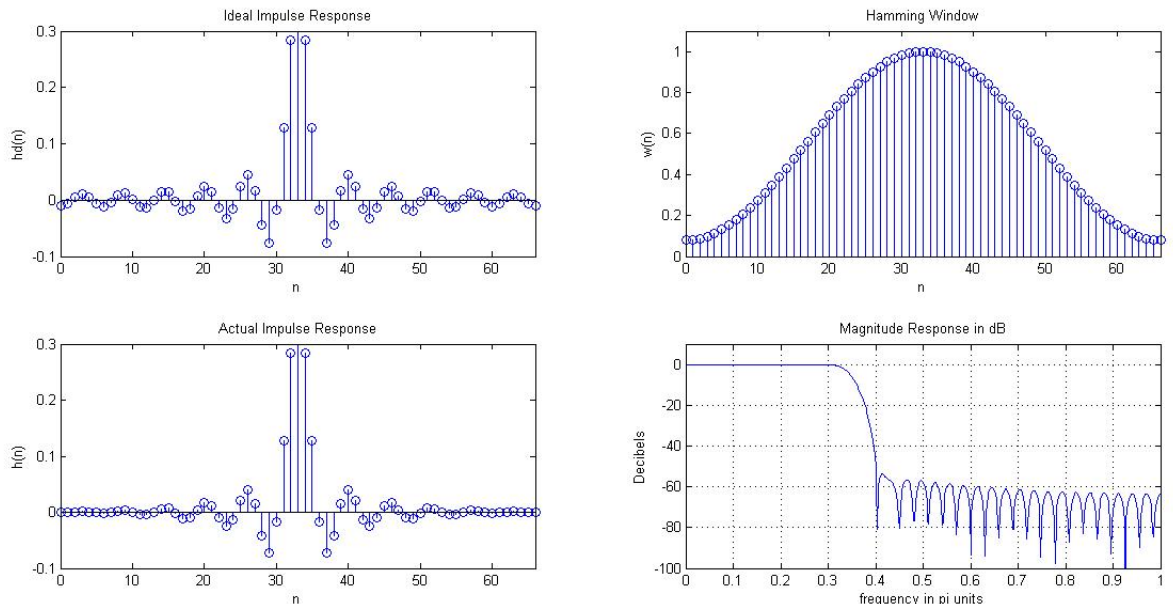 Ideal Impulse Response
0.3
0.2
0.1
0
-0.1
hd(n)
0 10 20 30 40 50 60
n
Hamming Window
1
0.8
0.6
0.4
0.2
0
w(n)
0 10 20 30 40 50 60
n
Actual Impulse Response
0.3
0.2
0.1
0
-0.1
h(n)
0 10 20 30 40 50 60
n
Magnitude Response in dB
0
-20
-40
-60
-80
-100
Decibels
0 0.1 0.2 0.3 0.4 0.5 0.6 0.7 0.8 0.9 1
frequency in pi units